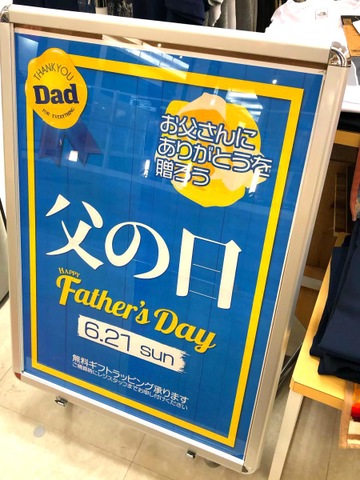 THANK YOU
Dad
お父さんに
ありがとうを
贈ろう
父の日
HAPPY
Father's Day
6.21 sun
無料ギフトラッピング承ります